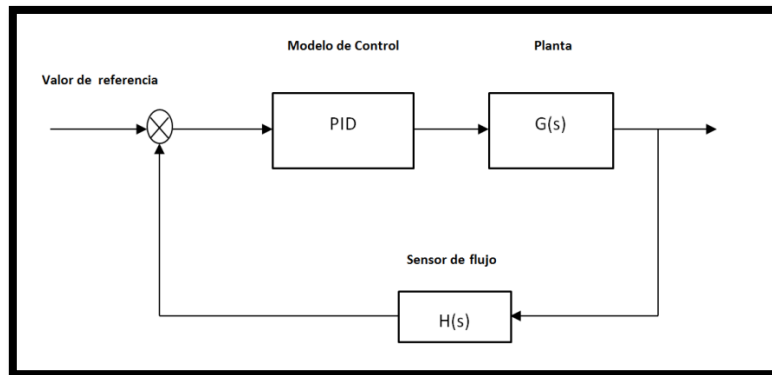 Modelo de Control
Planta
Valor de referencia
PID
G(s)
Sensor de flujo
H(s)